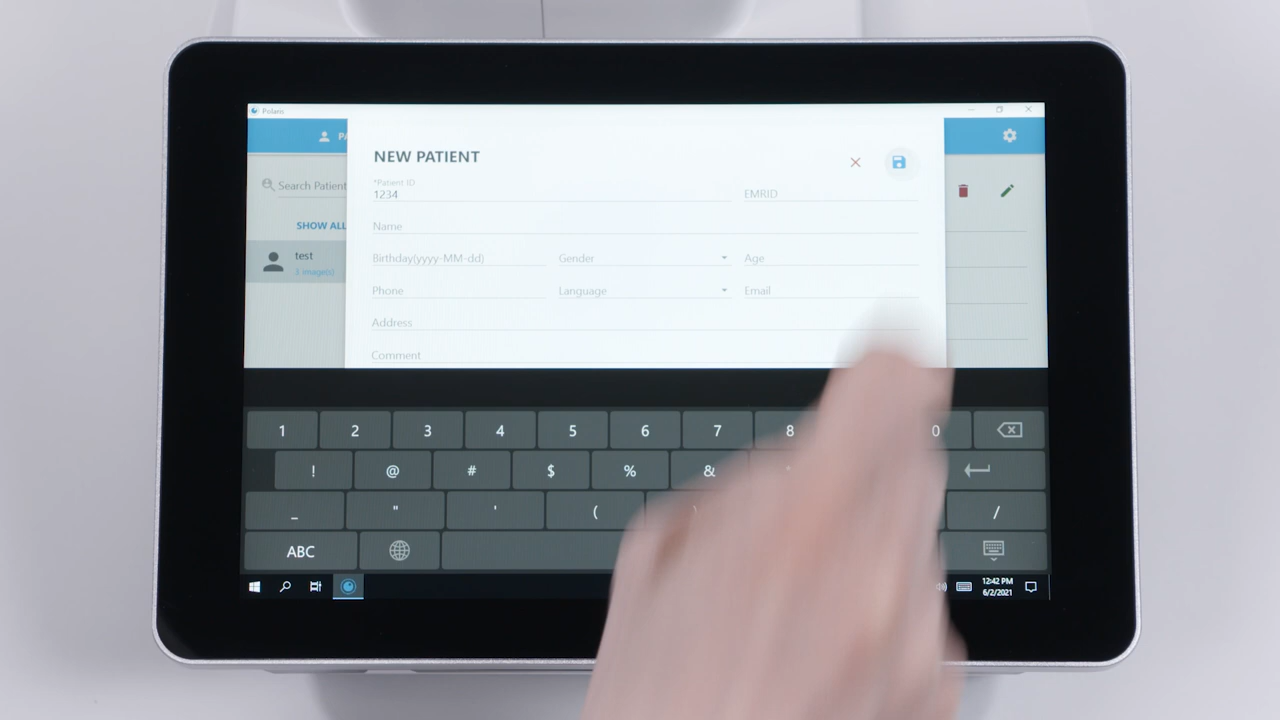 Polaris
PA
NEW PATIENT
*Patient ID
1234
EMRID
Search Patient
Name
SHOW ALL
test
Birthday(yyyy-MM-dd)
Gender
Age
Phone
Language
Email
Address
Comment
1 2 3 4 5 6 7 8 0
! @ # $ % &
_ " ' ( /
ABC
12:42 PM
6/2/2021